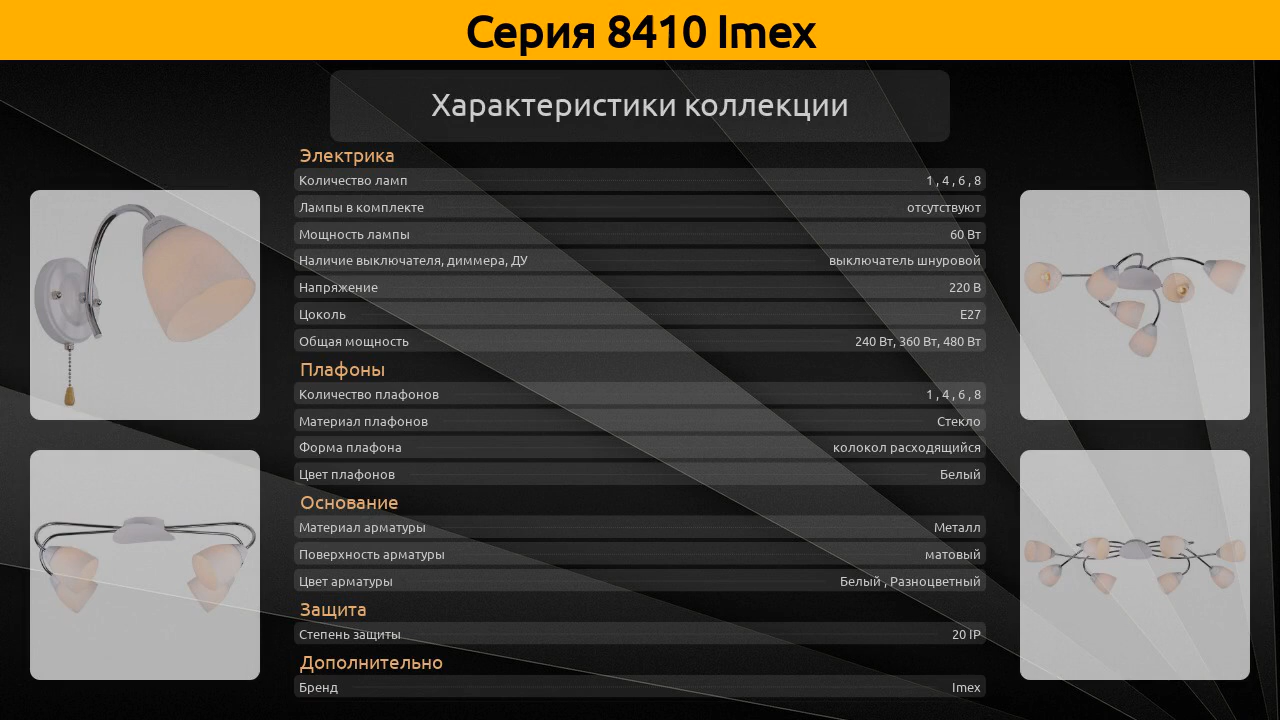 Серия 8410 Imex
Характеристики коллекции
Электрика
Количество ламп 1 , 4 , 6 , 8
Лампы в комплекте отсутствуют
Мощность лампы 60 Вт
Наличие выключателя, диммера, ДУ выключатель шнуровой
Напряжение 220 В
Цоколь E27
Общая мощность 240 Вт, 360 Вт, 480 Вт
Плафоны
Количество плафонов 1 , 4 , 6 , 8
Материал плафонов Стекло
Форма плафона колокол расходящийся
Цвет плафонов Белый
Основание
Материал арматуры Металл
Поверхность арматуры матовый
Цвет арматуры Белый , Разноцветный
Защита
Степень защиты 20 IP
Дополнительно
Бренд Imex